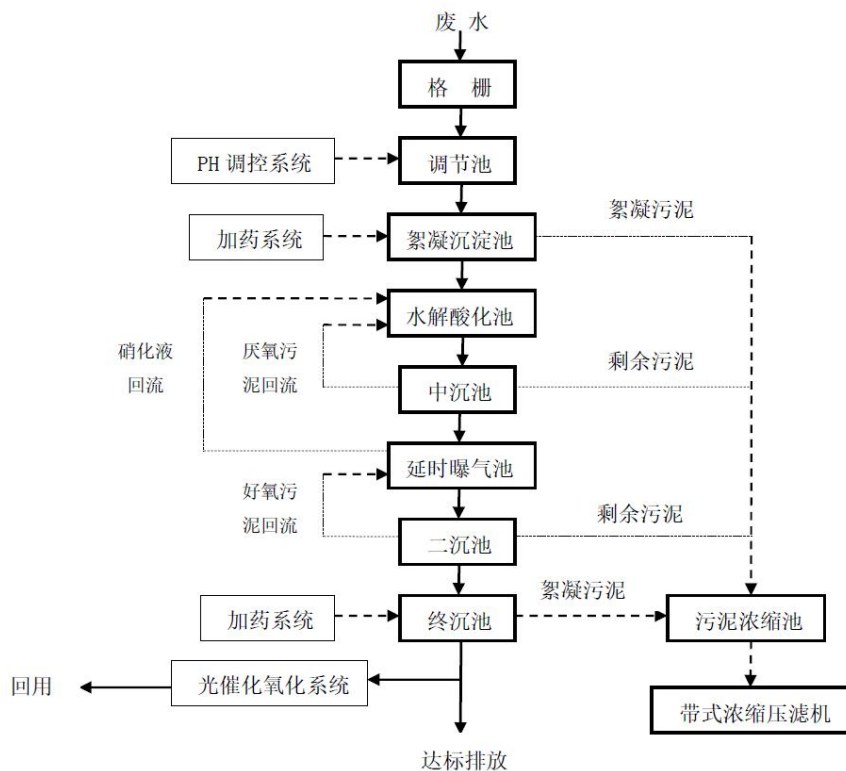 废 水
格 栅
PH 调控系统
调节池
絮凝污泥
加药系统
絮凝沉淀池
水解酸化池
硝化液
回流
厌氧污
泥回流
剩余污泥
中沉池
延时曝气池
好氧污
泥回流
剩余污泥
二沉池
絮凝污泥
加药系统
终沉池
污泥浓缩池
回用
光催化氧化系统
带式浓缩压滤机
达标排放